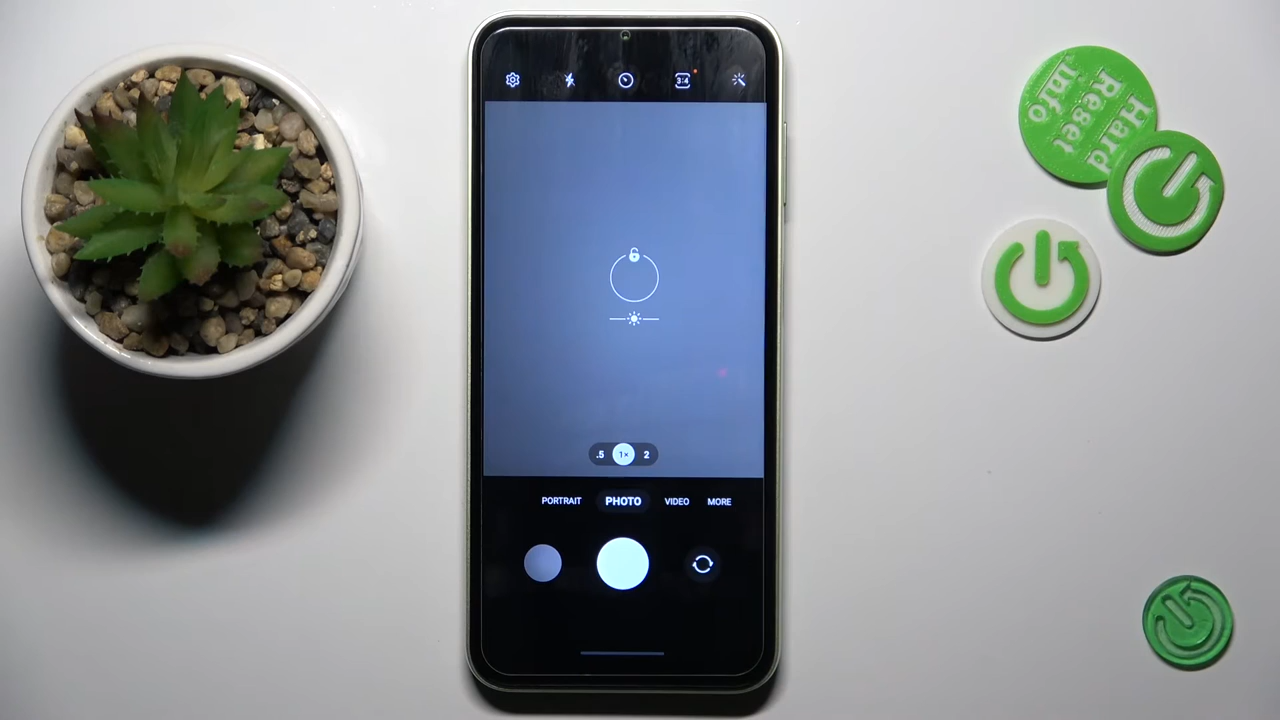 3:4
.5 1× 2
PORTRAIT PHOTO VIDEO MORE
Hard
Reset
Info